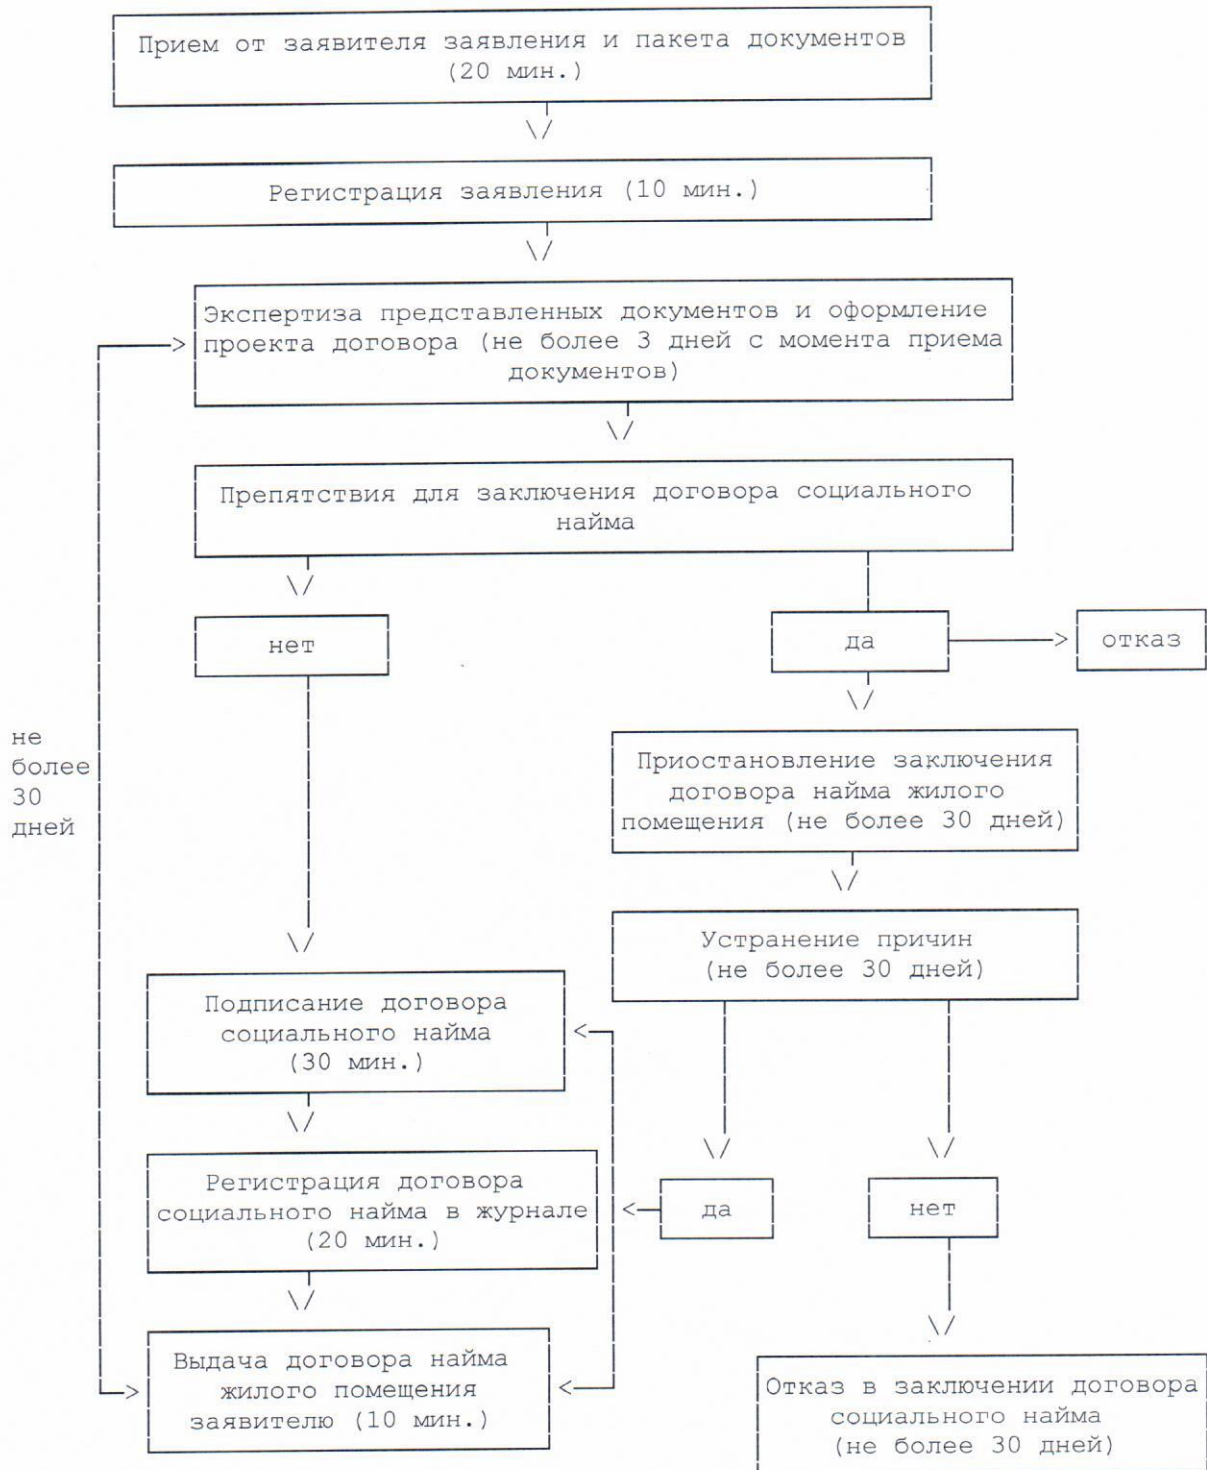 Прием от заявителя заявления и пакета документов
(20 мин.)
Регистрация заявления (10 мин.)
Экспертиза представленных документов и оформление
проекта договора (не более 3 дней с момента приема
документов)
Препятствия для заключения договора социального
найма
нет
да
отказ
не
более
30
дней
Приостановление заключения
договора найма жилого
помещения (не более 30 дней)
Устранение причин
(не более 30 дней)
Подписание договора
социального найма
(30 мин.)
Регистрация договора
социального найма в журнале
(20 мин.)
да
нет
Выдача договора найма
жилого помещения
заявителю (10 мин.)
Отказ в заключении договора
социального найма
(не более 30 дней)